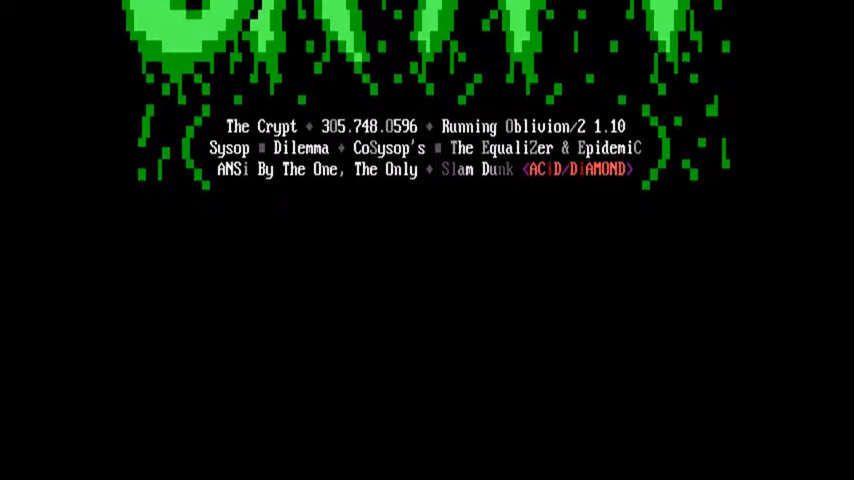 The Crypt ♦ 305.748.0596 ♦ Running Oblivion/2 1.10
Sysop ■ Dilemma ♦ CoSysop's ■ The EqualiZer & EpidemiC
ANSi By The One, The Only ♦ Slam Dunk <ACiD/DiAMOND>